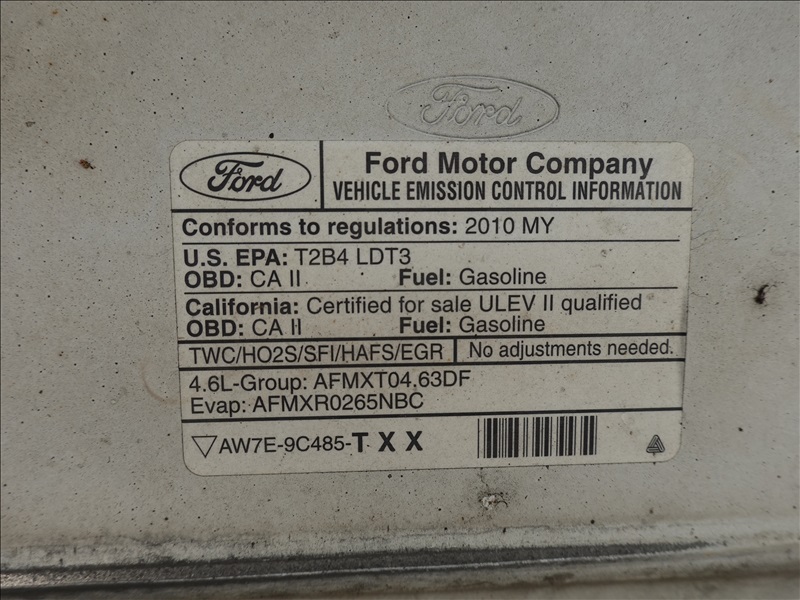 Ford
Ford
Ford Motor Company
VEHICLE EMISSION CONTROL INFORMATION
Conforms to regulations: 2010 MY
U.S. EPA: T2B4 LDT3
OBD: CA II Fuel: Gasoline
California: Certified for sale ULEV II qualified
OBD: CA II Fuel: Gasoline
TWC/HO2S/SFI/HAFS/EGR No adjustments needed.
4.6L-Group: AFMXT04.63DF
Evap: AFMXR0265NBC
▽AW7E-9C485-T X X